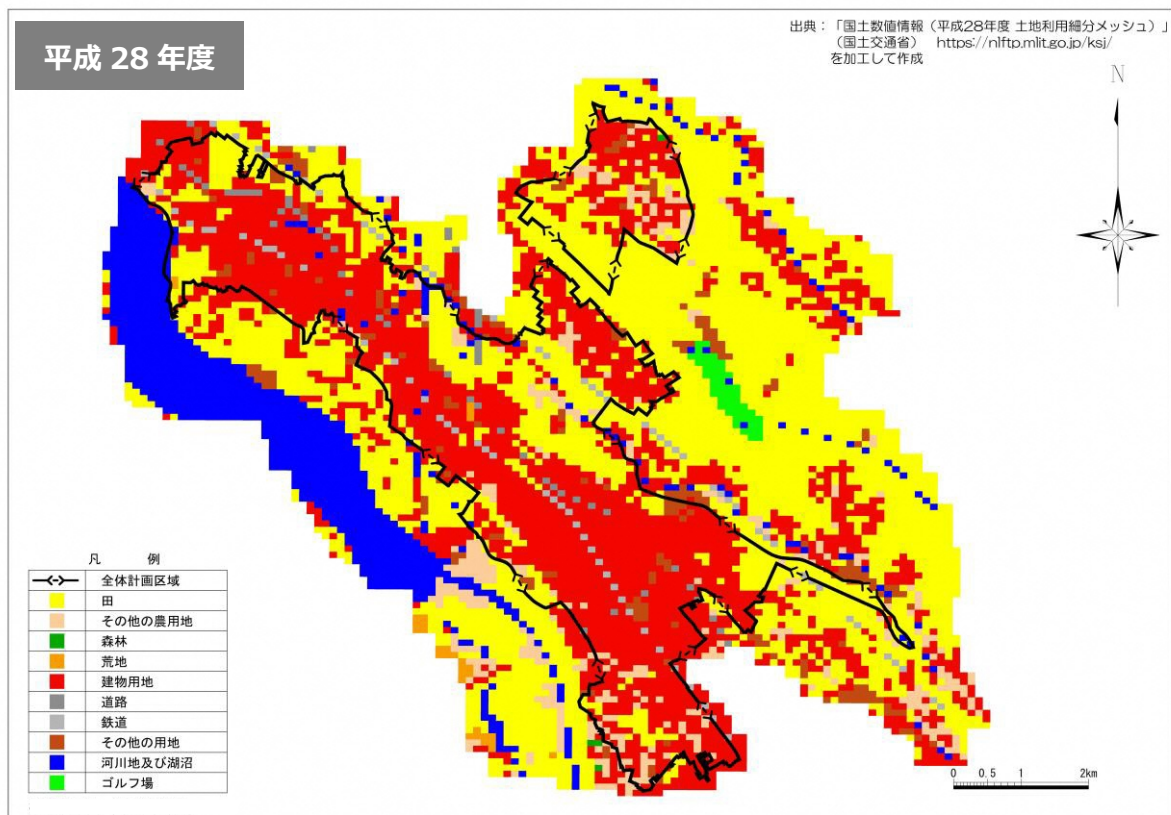 平成 28 年度
出典：「国土数値情報（平成28年度 土地利用細分メッシュ）」
（国土交通省） https://nlftp.mlit.go.jp/ksj/
を加工して作成
N
凡 例
全体計画区域
田
その他の農用地
森林
荒地
建物用地
道路
鉄道
その他の用地
河川地及び湖沼
ゴルフ場
0 0.5 1 2km